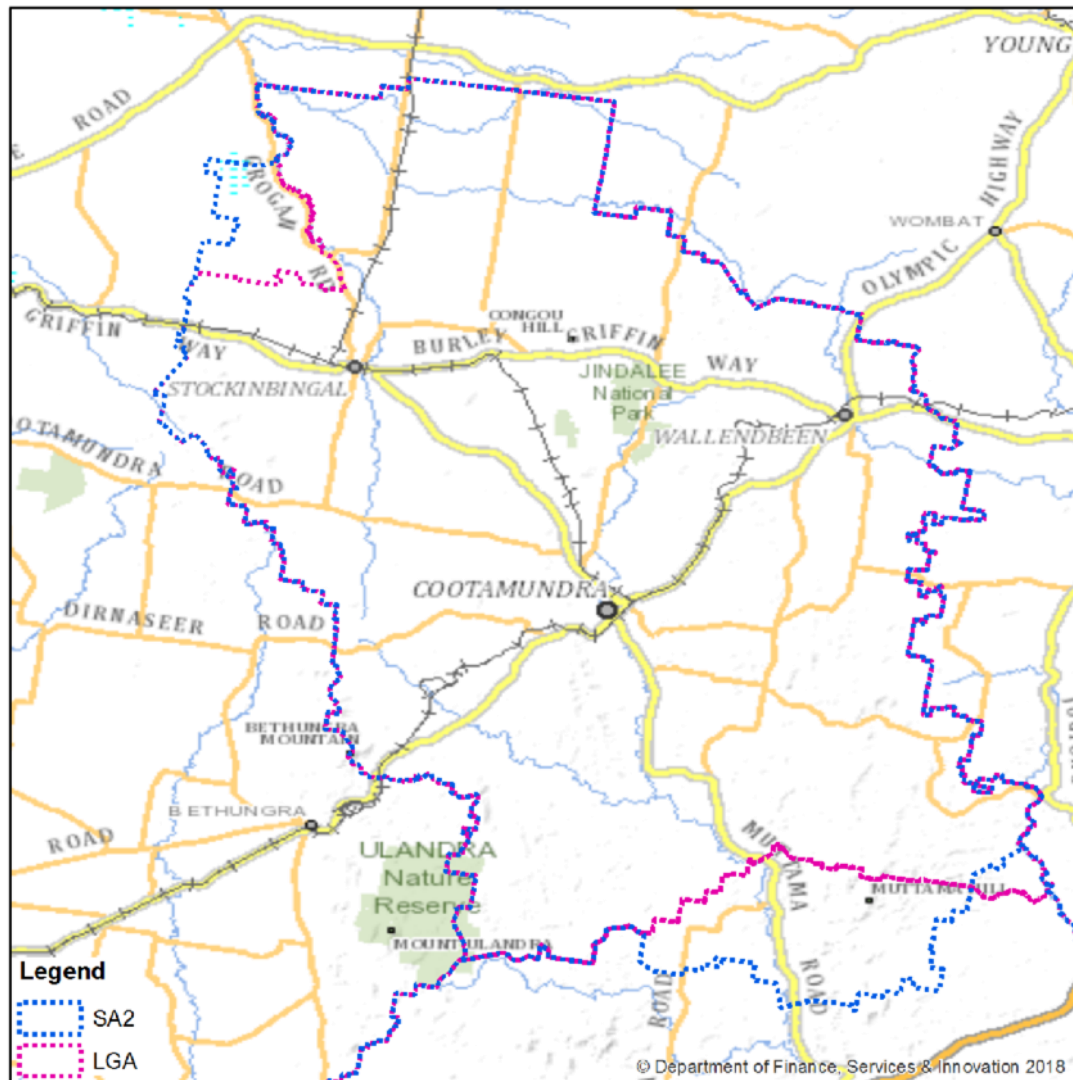 YOUNG
ROAD
E
HIGHWAY
GROGAN
RD
WOMBAT
OLYMPIC
GRIFFIN
WAY
CONGOU
HILL
BURLEY
GRIFFIN
WAY
STOCKINBINGAL
JINDALEE
National
Park
WALLENDBEEN
OTAMUNDRA
ROAD
COOTAMUNDRA
DIRNASEER
ROAD
BETHUNGRA
MOUNTAIN
BETHUNGRA
ROAD
ULANDRA
Nature
Reserve
MUTTAMA
ROAD
MUTTAMA HILL
MOUNT ULANDRA
ROAD
Legend
SA2
LGA
© Department of Finance, Services & Innovation 2018